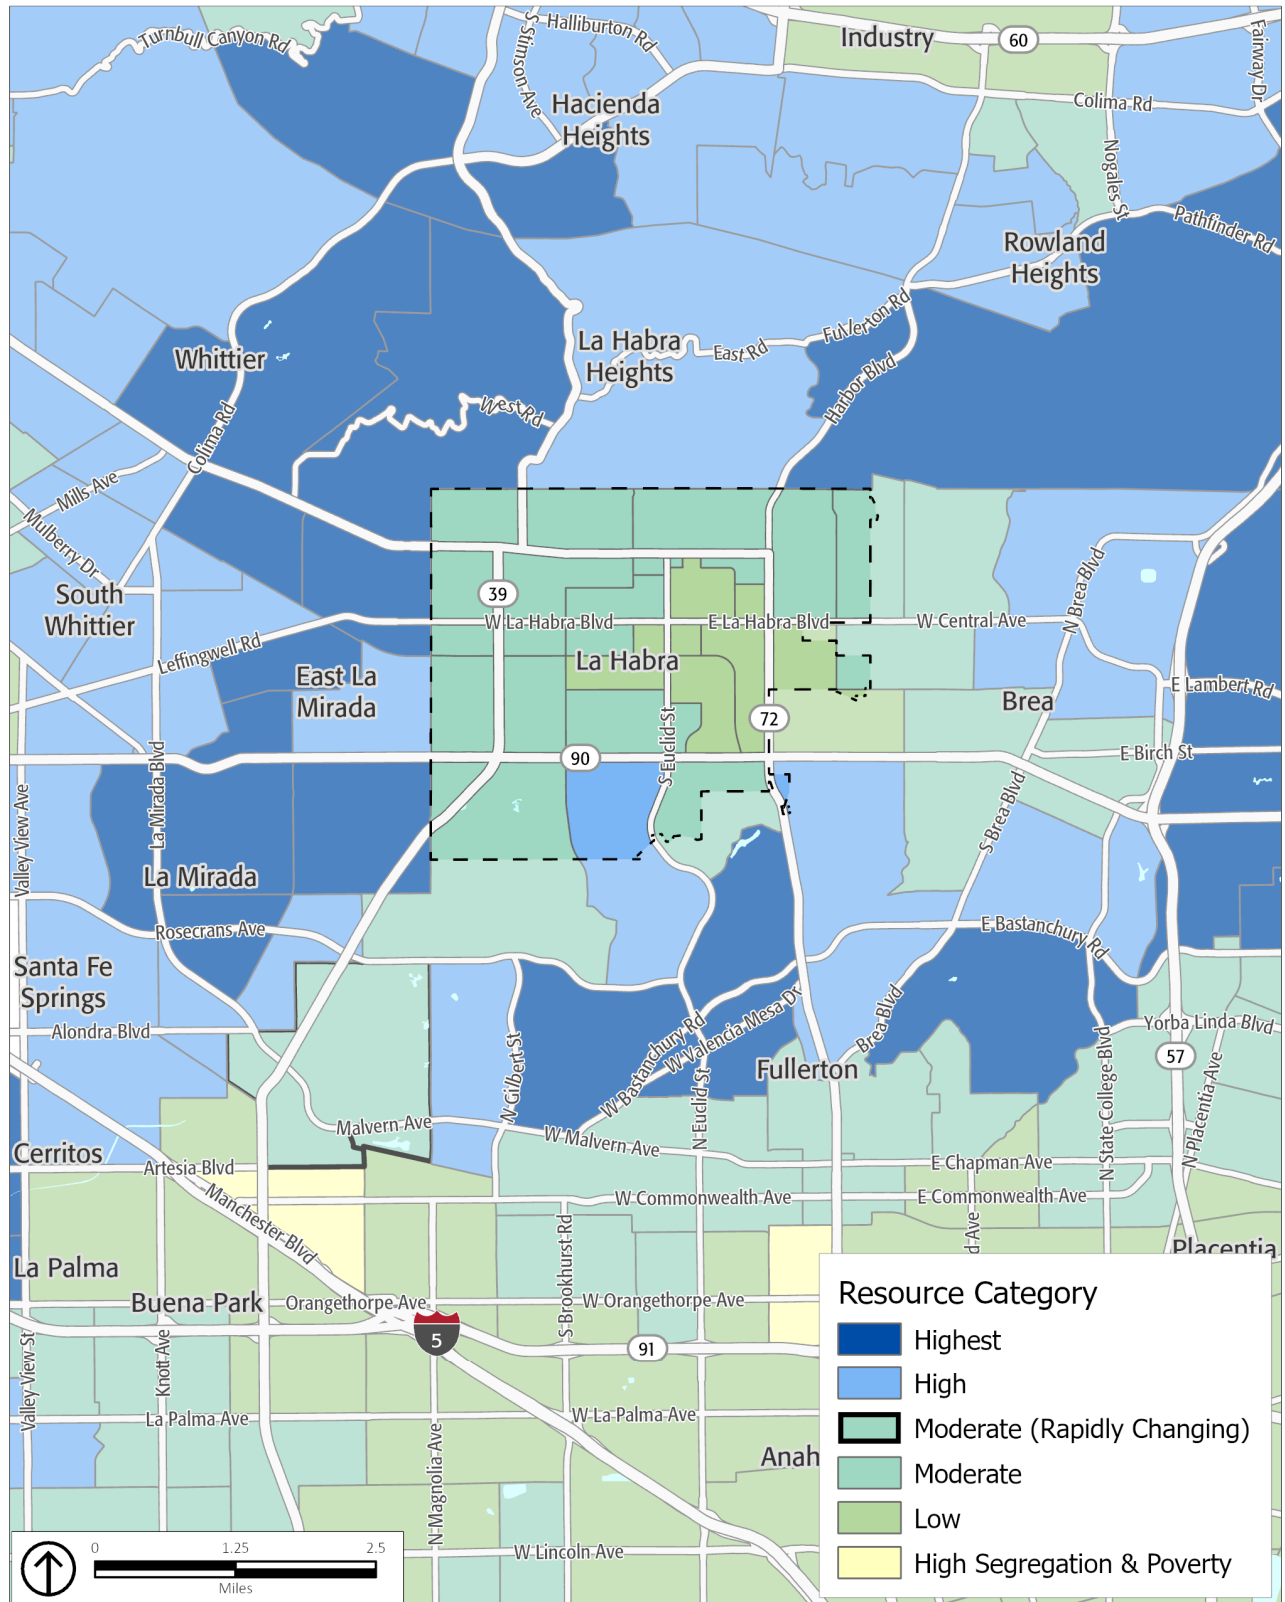 Turnbull Canyon Rd
S Stimson Ave
Halliburton Rd
Industry
60
Fairway Dr
Hacienda
Heights
Colima Rd
Nogales St
Pathfinder Rd
Rowland
Heights
Fullerton Rd
La Habra
Heights
East Rd
Whittier
Harbor Blvd
West Rd
Colima Rd
Mills Ave
Mulberry Dr
South
Whittier
39
W La Habra Blvd
E La Habra Blvd
W Central Ave
N Brea Blvd
Leffingwell Rd
La Habra
East La
Mirada
E Lambert Rd
Brea
72
S Euclid St
90
E Birch St
La Mirada Blvd
Valley View Ave
S Brea Blvd
La Mirada
Rosecrans Ave
E Bastanchury Rd
Santa Fe
Springs
Alondra Blvd
W Bastanchury Rd
W Valencia Mesa Dr
Brea Blvd
Yorba Linda Blvd
57
Fullerton
N Gilbert St
N Euclid St
N State College Blvd
N Placentia Ave
Malvern Ave
W Malvern Ave
Cerritos
Artesia Blvd
E Chapman Ave
Manchester Blvd
W Commonwealth Ave
E Commonwealth Ave
d Ave
Placentia
La Palma
Buena Park
Orangethorpe Ave
S Brookhurst Rd
W Orangethorpe Ave
5
91
Valley View St
Knott Ave
La Palma Ave
W La Palma Ave
N Magnolia Ave
Anah
W Lincoln Ave
Resource Category
Highest
High
Moderate (Rapidly Changing)
Moderate
Low
High Segregation & Poverty
0 1.25 2.5
Miles